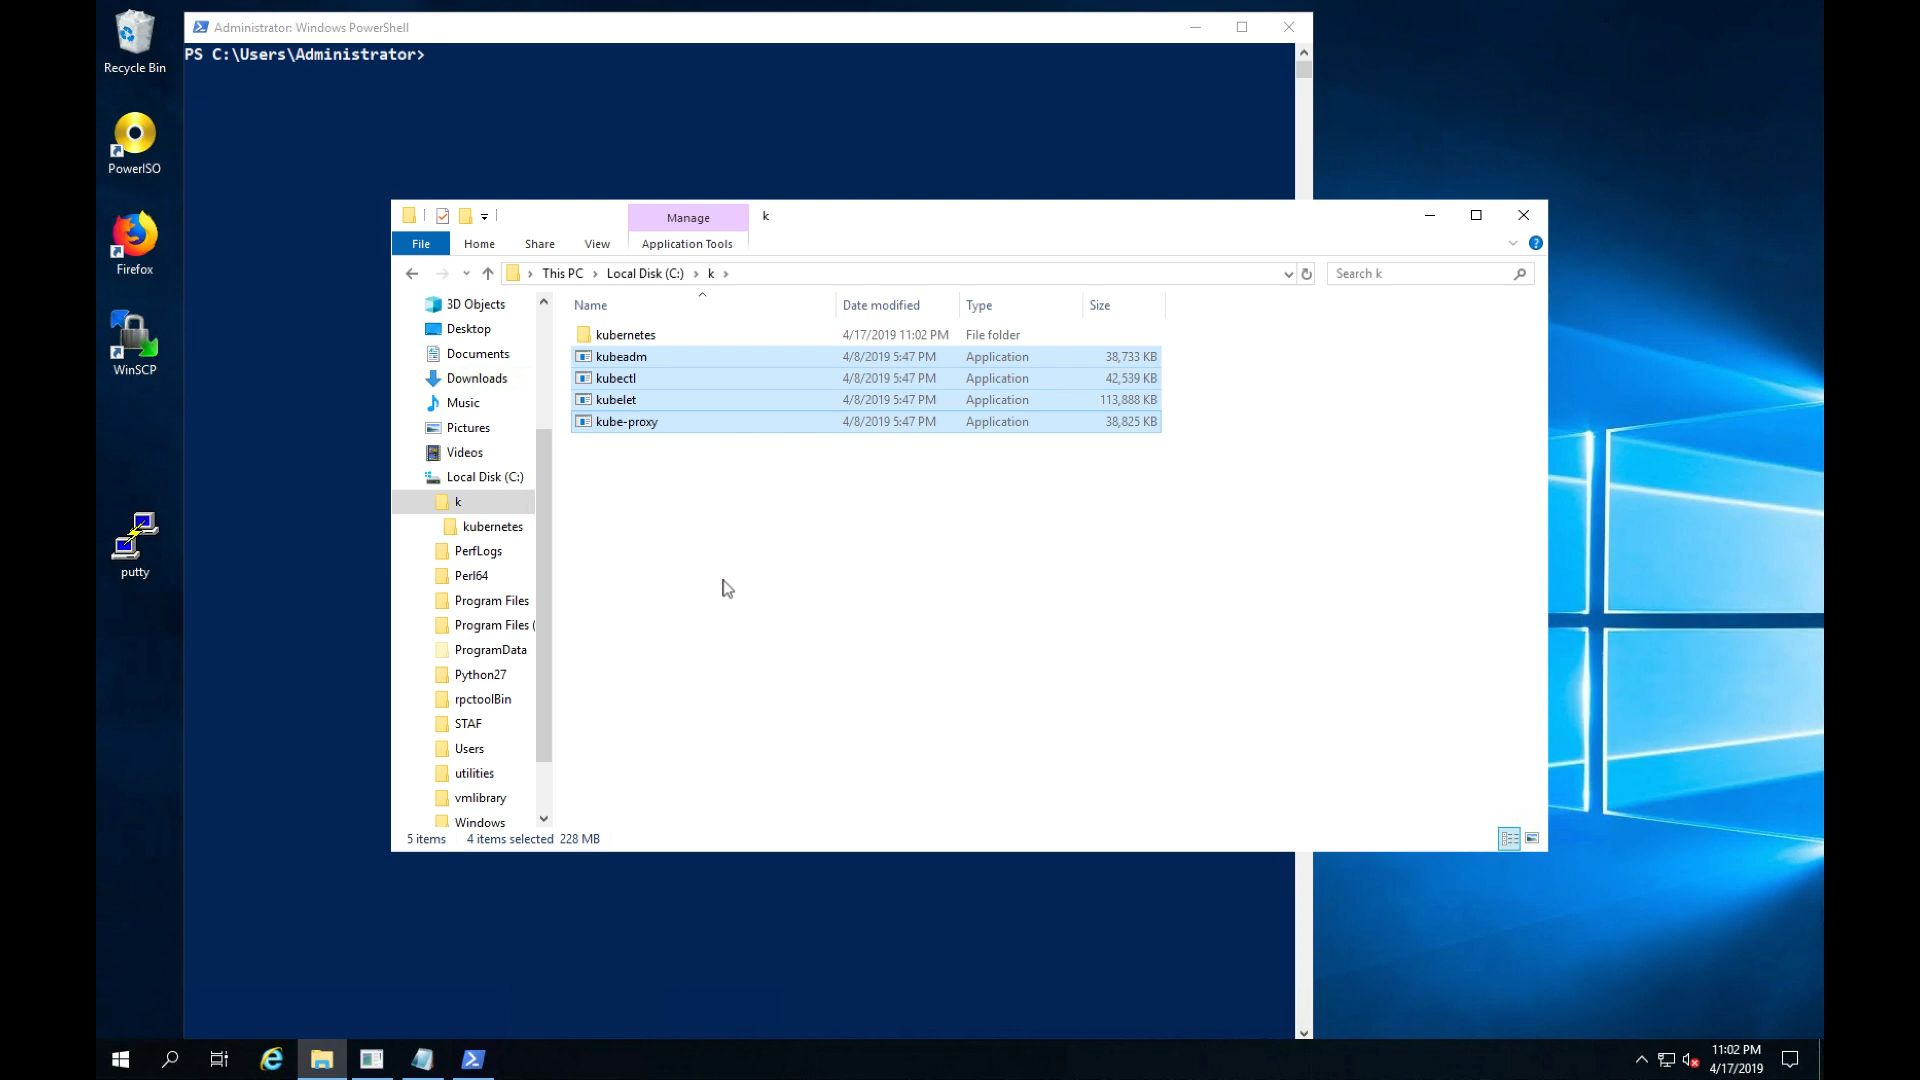 Recycle Bin
PowerISO
Firefox
WinSCP
putty
Administrator: Windows PowerShell
PS C:\Users\Administrator>
Manage
k
File
Home
Share
View
Application Tools
This PC
Local Disk (C:)
k
Search k
3D Objects
Desktop
Documents
Downloads
Music
Pictures
Videos
Local Disk (C:)
k
kubernetes
PerfLogs
Perl64
Program Files
Program Files (
ProgramData
Python27
rpctoolBin
STAF
Users
utilities
vmlibrary
Windows
Name Date modified Type Size
kubernetes 4/17/2019 11:02 PM File folder
kubeadm 4/8/2019 5:47 PM Application 38,733 KB
kubectl 4/8/2019 5:47 PM Application 42,539 KB
kubelet 4/8/2019 5:47 PM Application 113,888 KB
kube-proxy 4/8/2019 5:47 PM Application 38,825 KB
5 items 4 items selected 228 MB
11:02 PM
4/17/2019